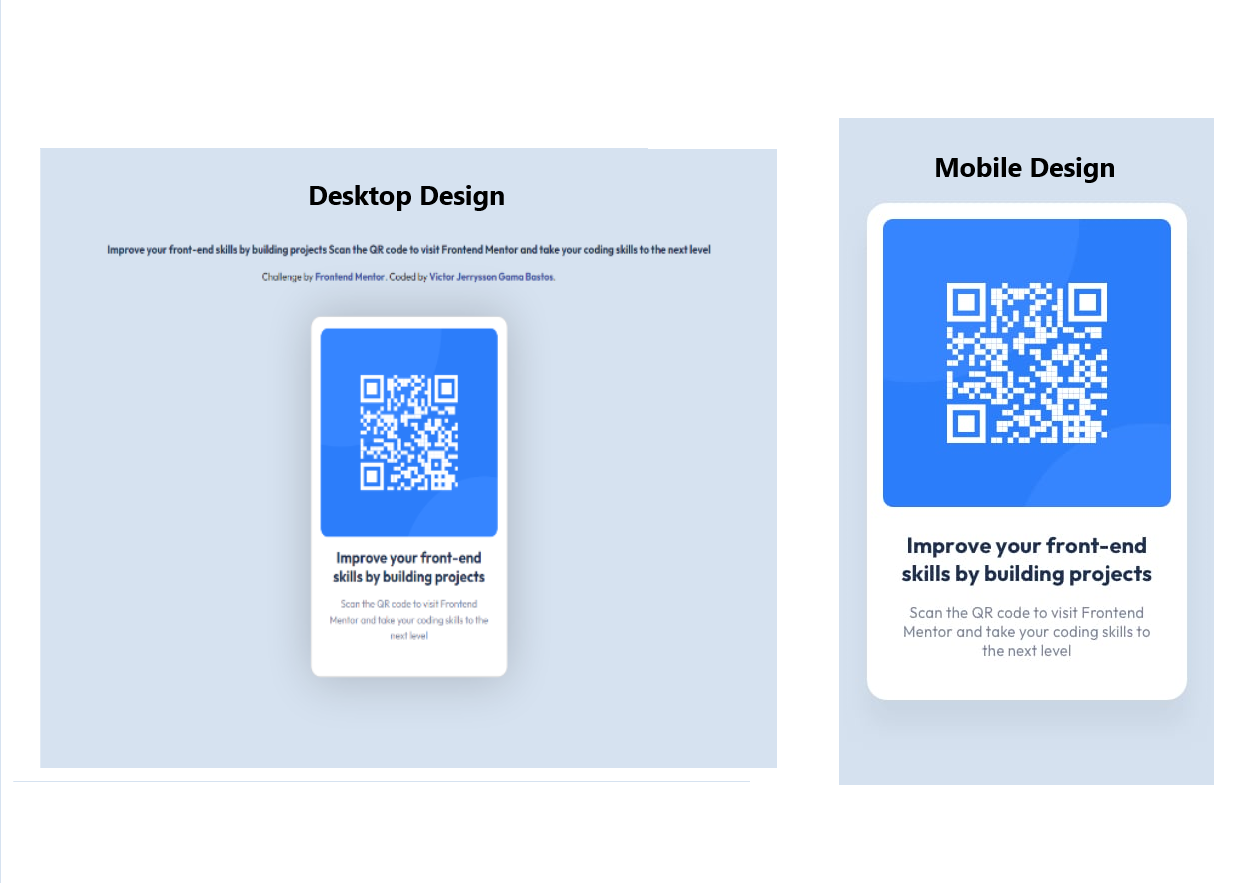 Desktop Design
Improve your front-end skills by building projects Scan the QR code to visit Frontend Mentor and take your coding skills to the next level
Challenge by Frontend Mentor. Coded by Victor Jerrysson Gama Bastos.
Improve your front-end
skills by building projects
Scan the QR code to visit Frontend
Mentor and take your coding skills to the
next level
Mobile Design
Improve your front-end
skills by building projects
Scan the QR code to visit Frontend
Mentor and take your coding skills to
the next level